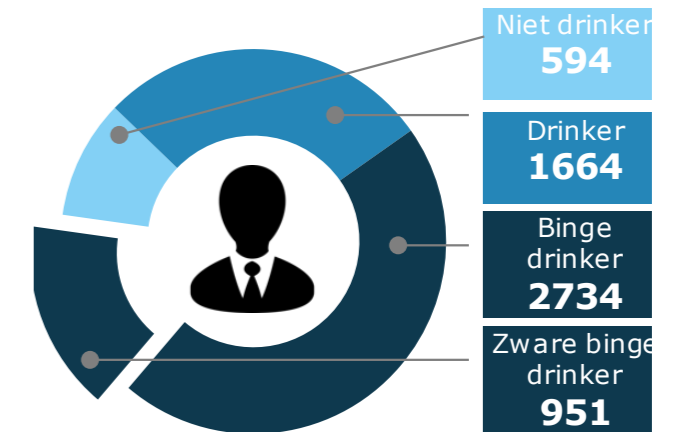 Niet drinker
594
Drinker
1664
Binge
drinker
2734
Zware binge
drinker
951